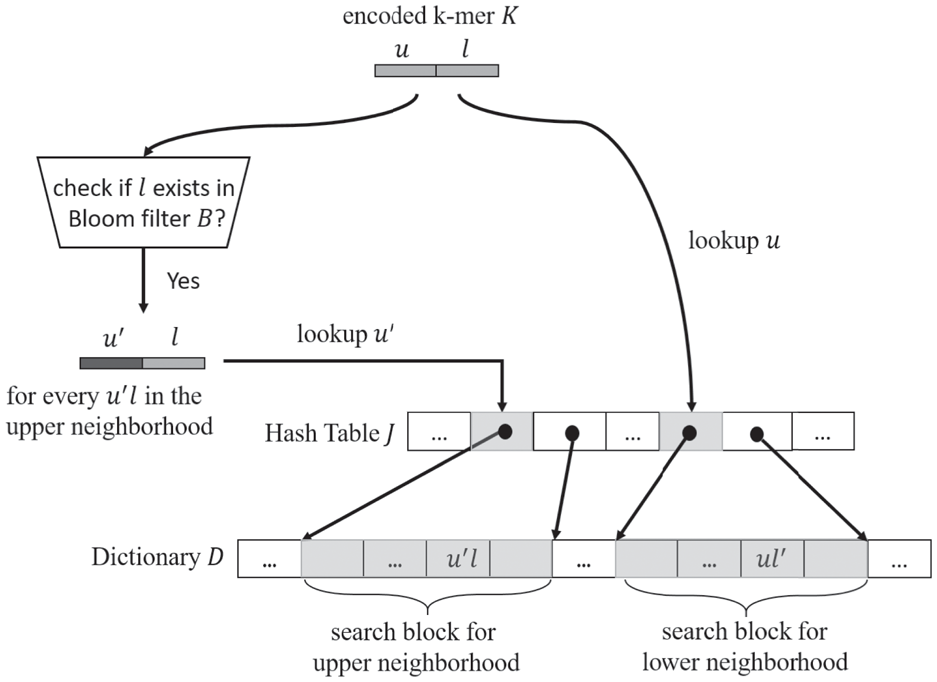 encoded k-mer K
u l
check if l exists in
Bloom filter B?
Yes
lookup u
u' l
lookup u'
for every u'l in the
upper neighborhood
Hash Table J ... ... ...
Dictionary D ... ... u'l ... ... ul' ...
search block for
upper neighborhood
search block for
lower neighborhood